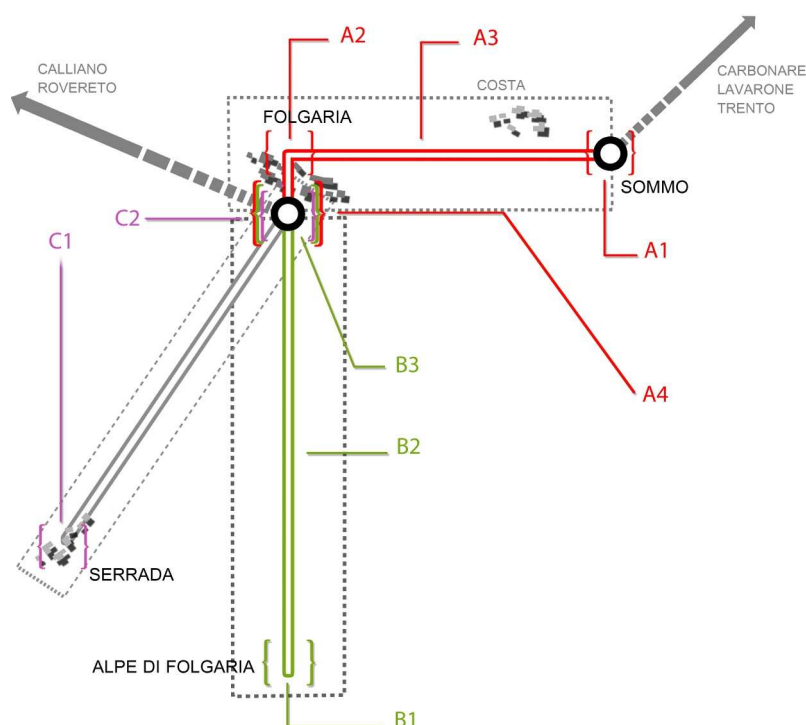 A2
A3
CALLIANO
ROVERETO
COSTA
CARBONARE
LAVARONE
TRENTO
FOLGARIA
SOMMO
C2
C1
A1
B3
A4
B2
SERRADA
ALPE DI FOLGARIA
B1